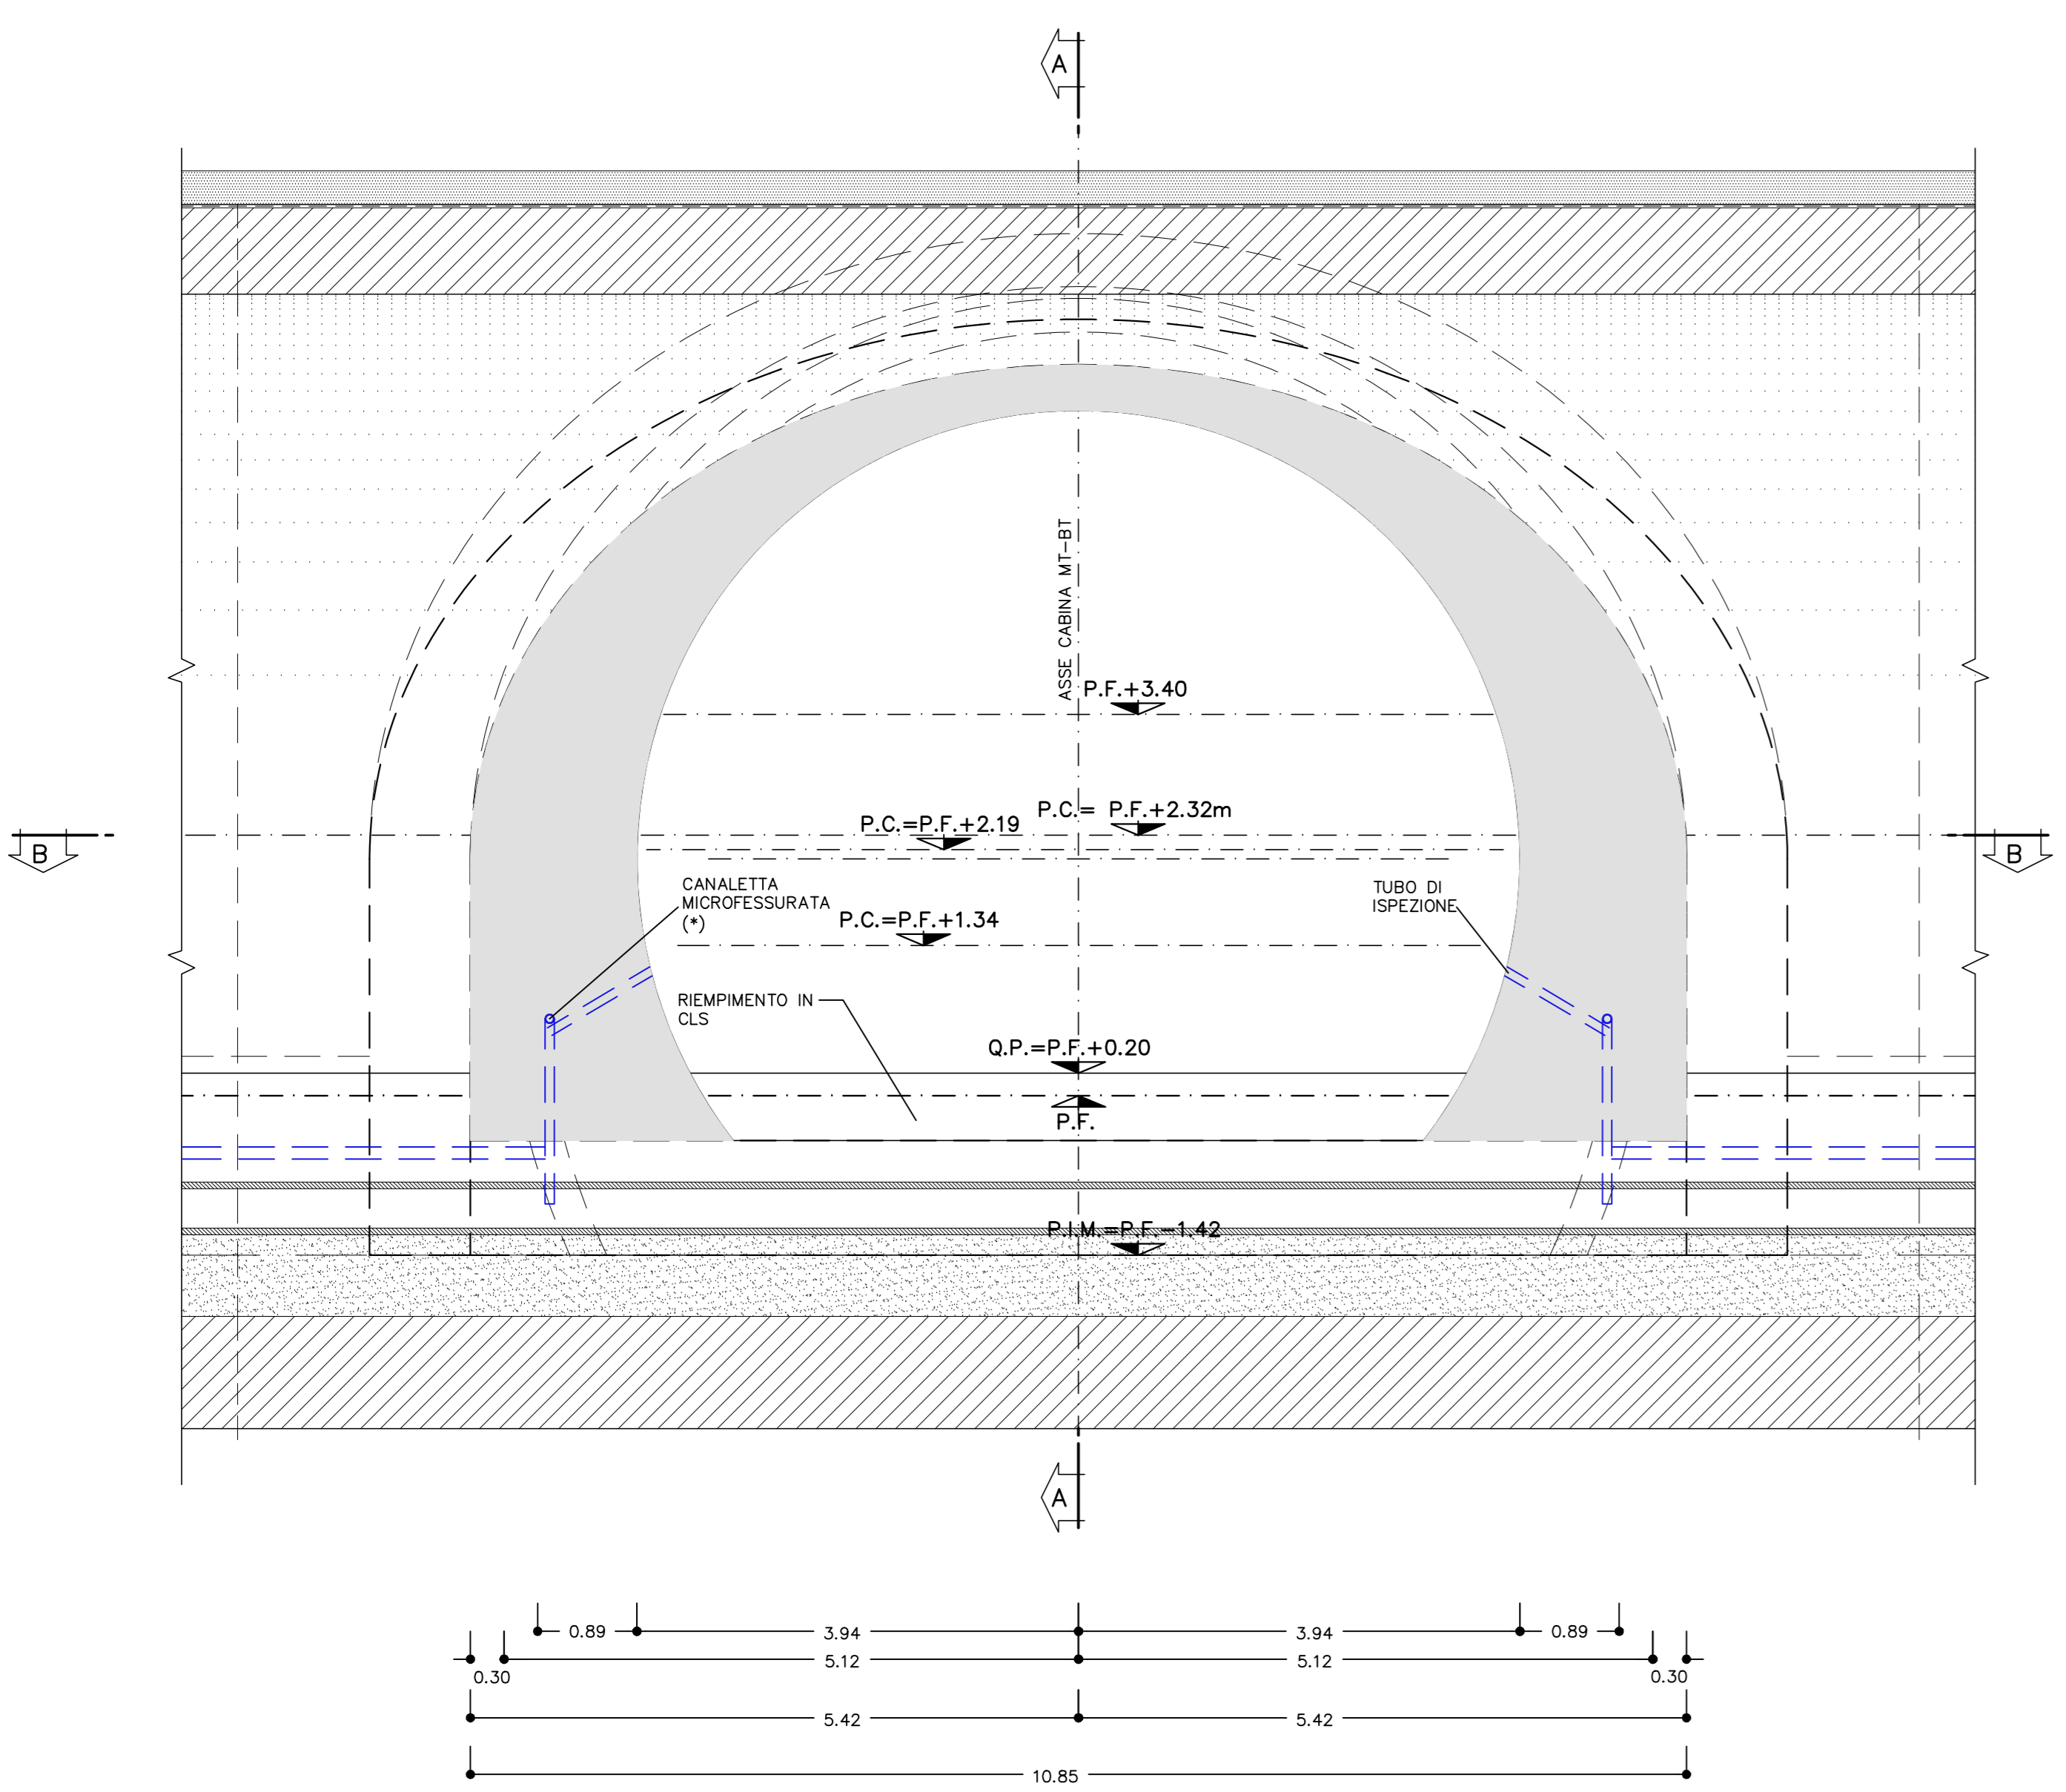 A
ASSE CABINA MT-BT
P.F.+3.40
P.C.= P.F.+2.32m
P.C.=P.F.+2.19
B
B
CANALETTA
MICROFESSURATA
(*)
TUBO DI
ISPEZIONE
P.C.=P.F.+1.34
RIEMPIMENTO IN
CLS
Q.P.=P.F.+0.20
P.F.
P.I.M.=P.F.-1.42
A
0.89
3.94
3.94
0.89
0.30
5.12
5.12
0.30
5.42
5.42
10.85